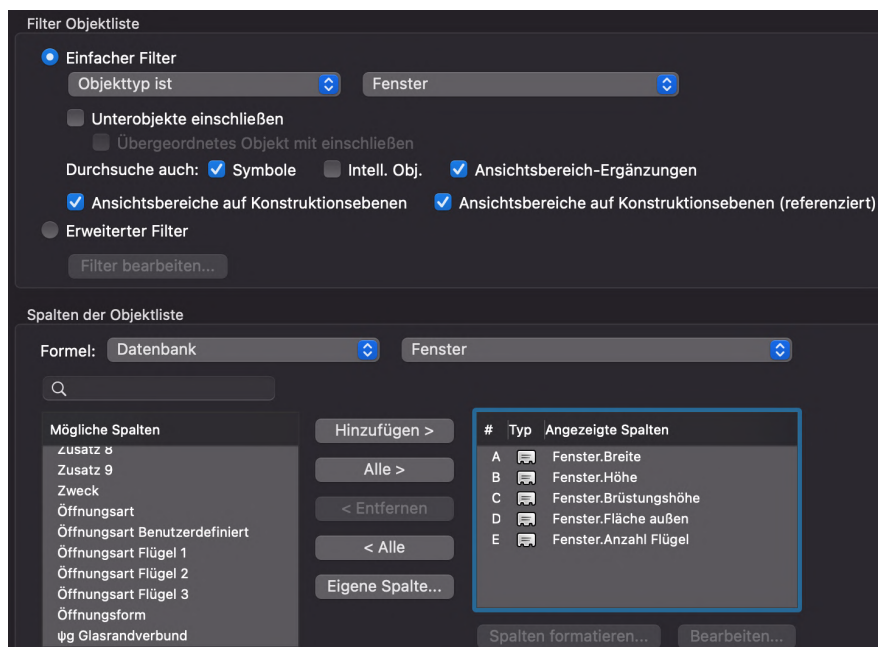 Filter Objektliste
Einfacher Filter
Objekttyp ist Fenster
Unterobjekte einschließen
Übergeordnetes Objekt mit einschließen
Durchsuche auch: Symbole Intell. Obj. Ansichtsbereich-Ergänzungen
Ansichtsbereiche auf Konstruktionsebenen Ansichtsbereiche auf Konstruktionsebenen (referenziert)
Erweiterter Filter
Filter bearbeiten...
Spalten der Objektliste
Formel: Datenbank Fenster
Mögliche Spalten
Zusatz 8
Zusatz 9
Zweck
Öffnungsart
Öffnungsart Benutzerdefiniert
Öffnungsart Flügel 1
Öffnungsart Flügel 2
Öffnungsart Flügel 3
Öffnungsform
ψg Glasrandverbund
Hinzufügen >
Alle >
< Entfernen
< Alle
Eigene Spalte...
# Typ Angezeigte Spalten
A Fenster.Breite
B Fenster.Höhe
C Fenster.Brüstungshöhe
D Fenster.Fläche außen
E Fenster.Anzahl Flügel
Spalten formatieren... Bearbeiten...